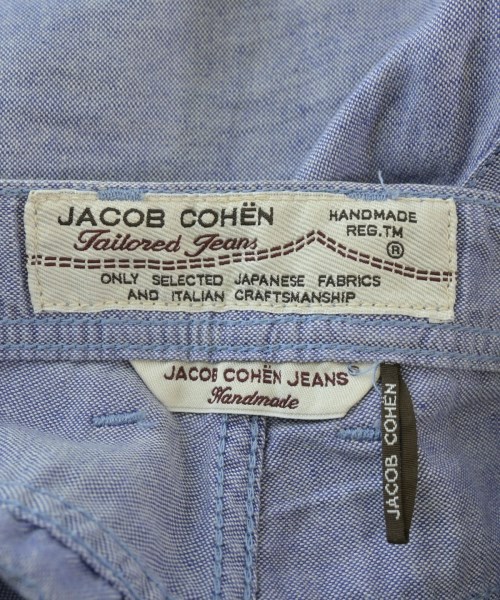 JACOB COHËN
Tailored Jeans
HANDMADE
REG.TM
®
ONLY SELECTED JAPANESE FABRICS
AND ITALIAN CRAFTSMANSHIP
JACOB COHËN JEANS
Handmade
JACOB COHËN